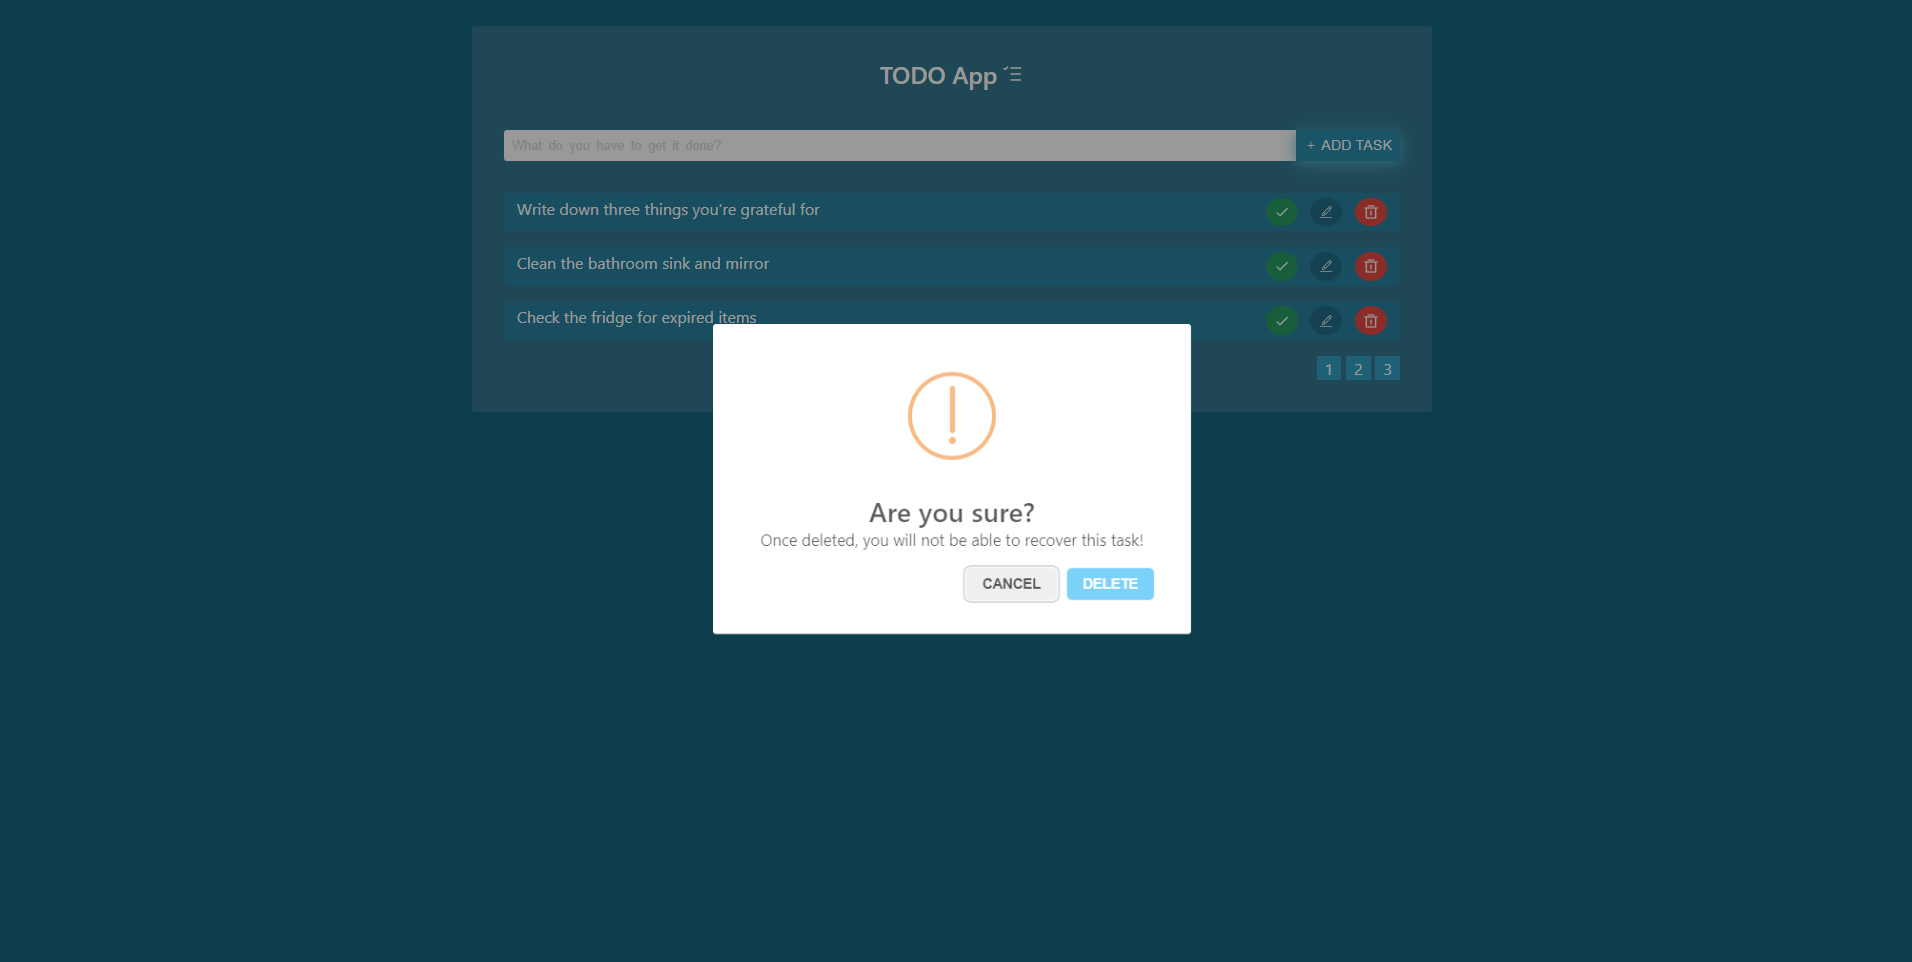 TODO App
What do you have to get it done?
+ ADD TASK
Write down three things you're grateful for
Clean the bathroom sink and mirror
Check the fridge for expired items
1 2 3
Are you sure?
Once deleted, you will not be able to recover this task!
CANCEL DELETE